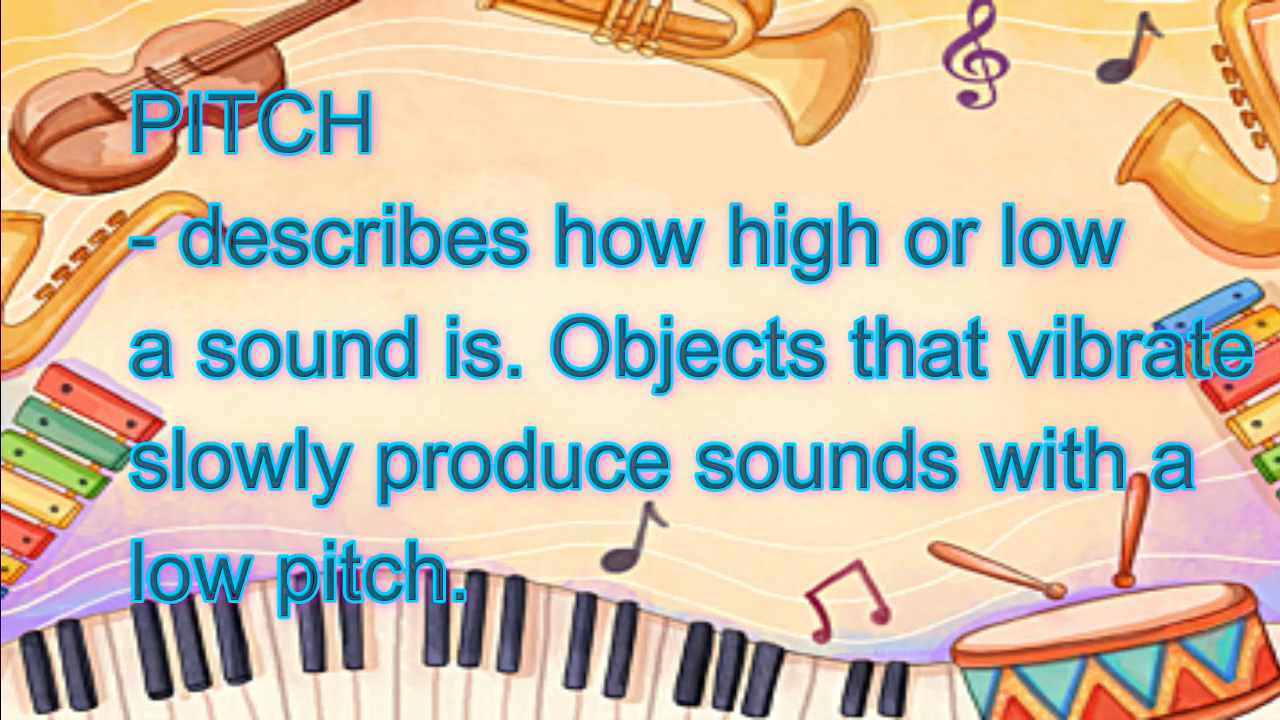 PITCH
- describes how high or low
a sound is. Objects that vibrate
slowly produce sounds with a
low pitch.